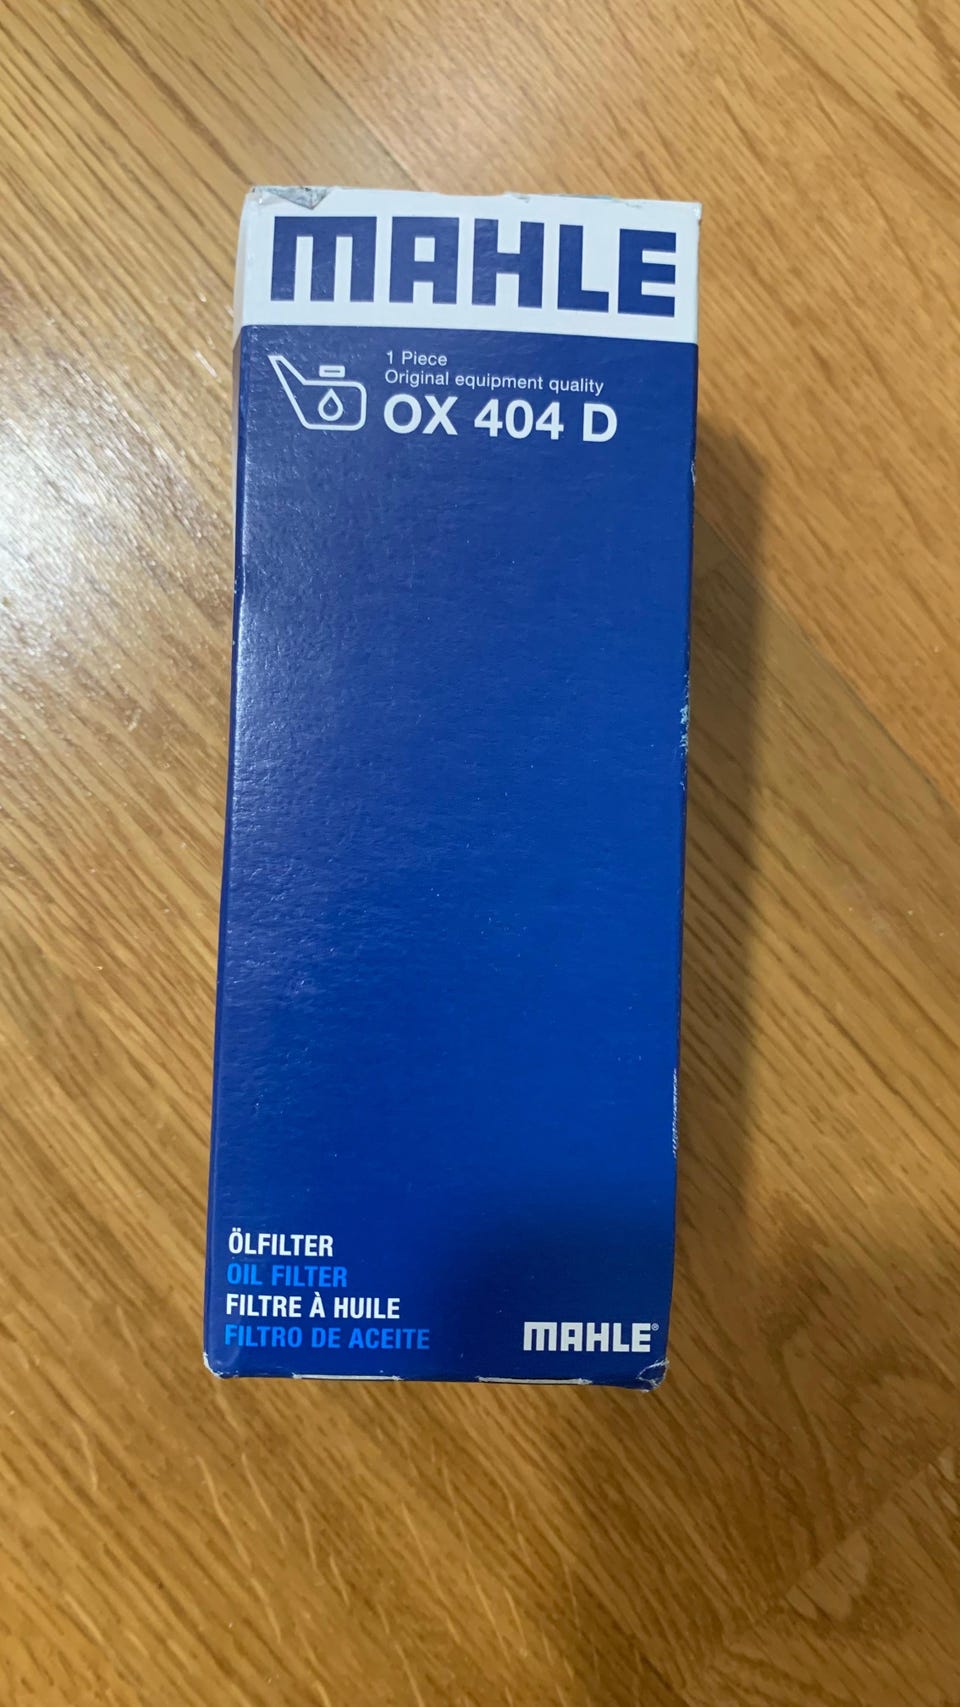 MAHLE
1 Piece
Original equipment quality
OX 404 D
ÖLFILTER
OIL FILTER
FILTRE À HUILE
FILTRO DE ACEITE
MAHLE®